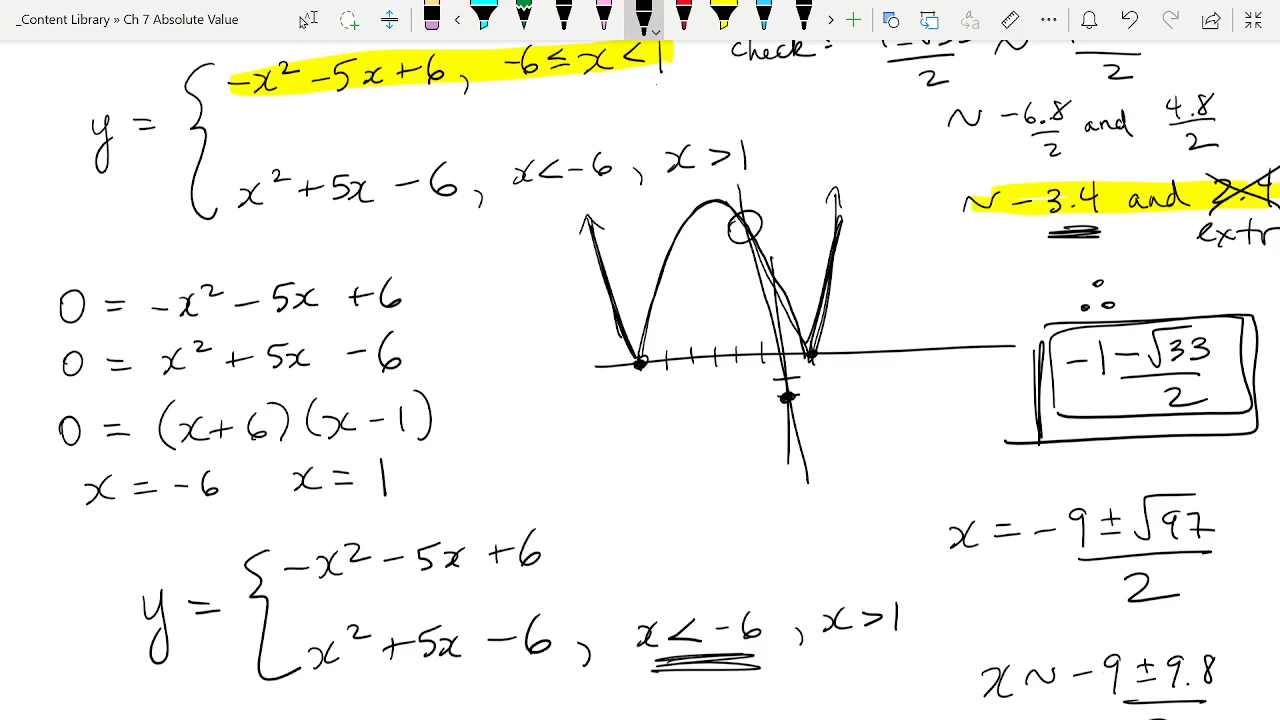 _Content Library » Ch 7 Absolute Value
y = { -x² - 5x + 6, -6 ≤ x < 1
x² + 5x - 6, x < -6, x > 1
check:
2
2
~ -6.8/2 and 4.8/2
~ -3.4 and 2.4
extr
0 = -x² - 5x + 6
0 = x² + 5x - 6
0 = (x+6)(x-1)
x = -6 x = 1
∴
-1 - √33
2
y = { -x² - 5x + 6
x² + 5x - 6, x < -6, x > 1
x = -9 ± √97
2
x ~ -9 ± 9.8